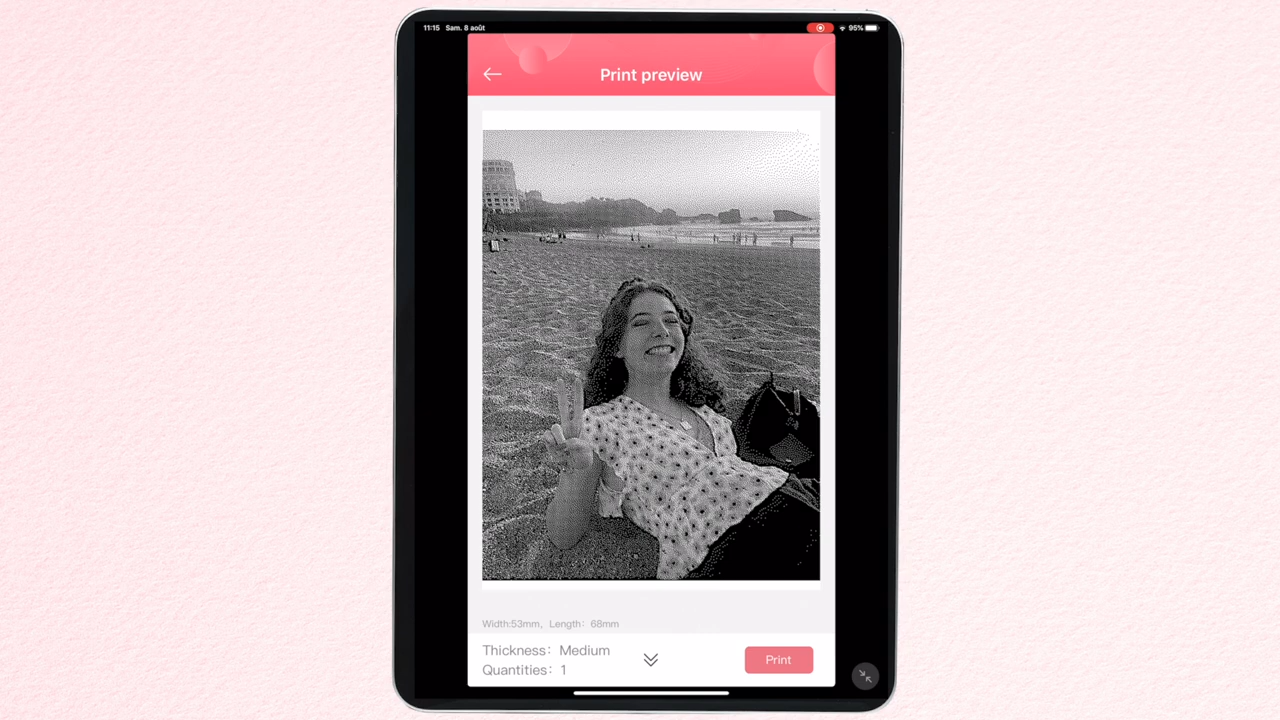 11:15 Sam. 8 août 95%
Print preview
Width:53mm, Length: 68mm
Thickness: Medium
Quantities: 1
Print